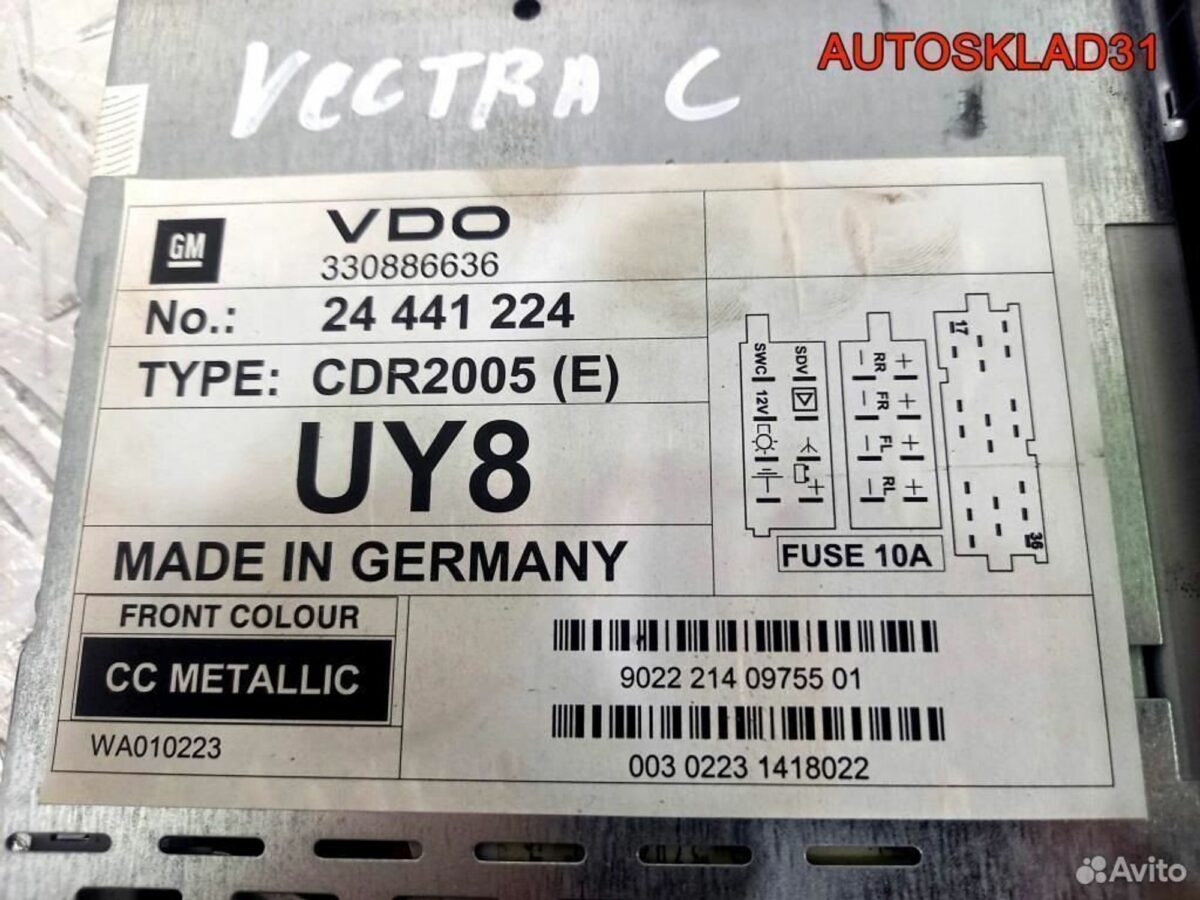 VECTRA C
AUTOSKLAD31
GM
VDO
330886636
No.: 24 441 224
TYPE: CDR2005 (E)
UY8
MADE IN GERMANY
FRONT COLOUR
CC METALLIC
WA010223
SWC 12V
SDV
RR FR FL RL
17
36
FUSE 10A
9022 214 09755 01
003 0223 1418022
Avito